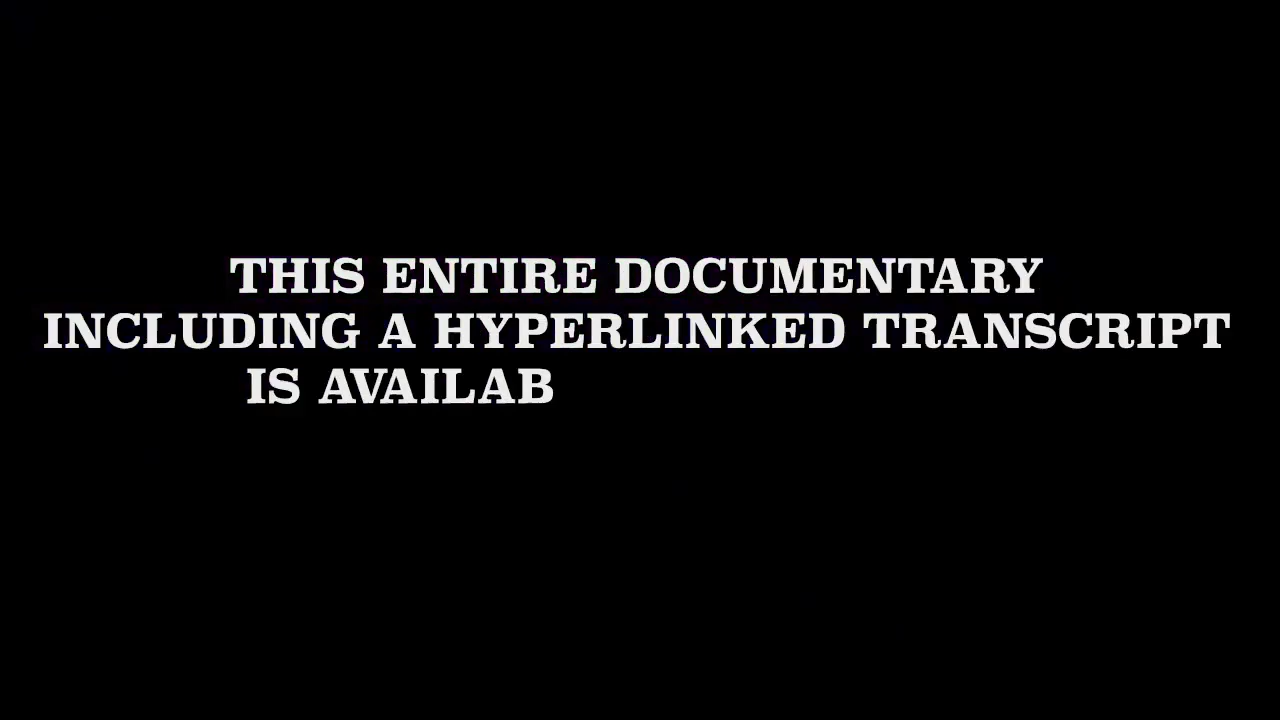 THIS ENTIRE DOCUMENTARY
INCLUDING A HYPERLINKED TRANSCRIPT
IS AVAILAB